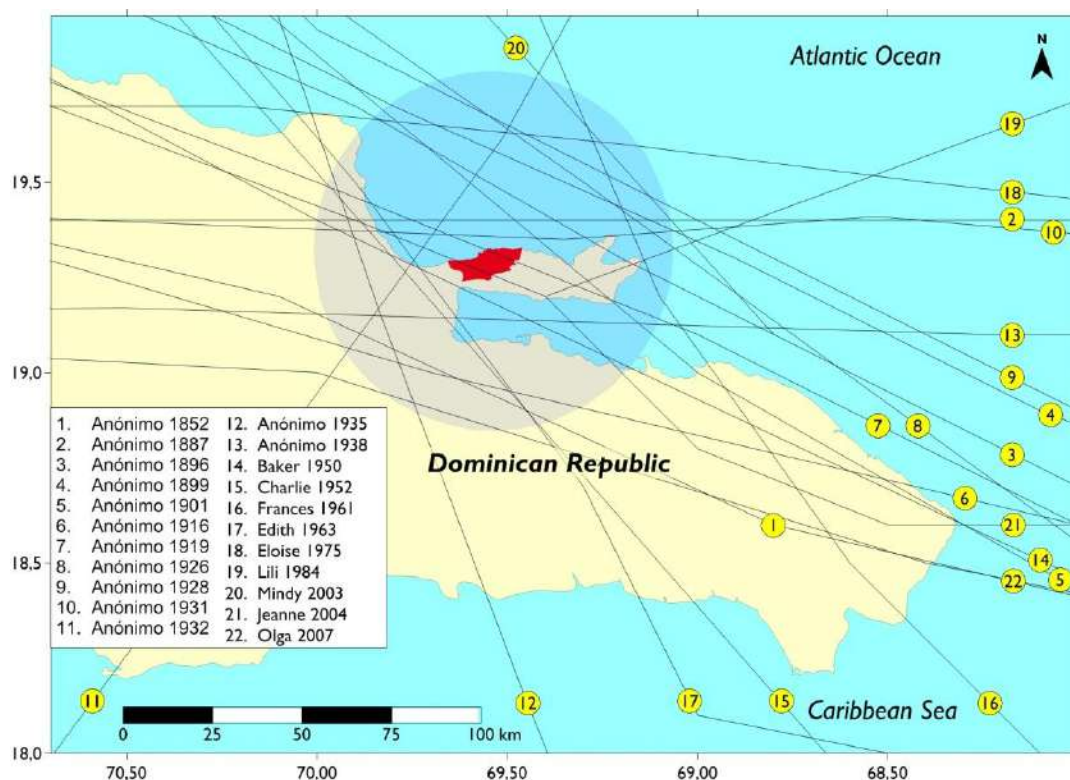 20
Atlantic Ocean
N
19
18
2
10
13
9
4
7
8
3
6
1
21
14
5
22
11
12
17
15
16
19,5
19,0
18,5
18,0
Dominican Republic
1. Anónimo 1852
2. Anónimo 1887
3. Anónimo 1896
4. Anónimo 1899
5. Anónimo 1901
6. Anónimo 1916
7. Anónimo 1919
8. Anónimo 1926
9. Anónimo 1928
10. Anónimo 1931
11. Anónimo 1932
12. Anónimo 1935
13. Anónimo 1938
14. Baker 1950
15. Charlie 1952
16. Frances 1961
17. Edith 1963
18. Eloise 1975
19. Lili 1984
20. Mindy 2003
21. Jeanne 2004
22. Olga 2007
Caribbean Sea
0 25 50 75 100 km
70,50 70,00 69,50 69,00 68,50